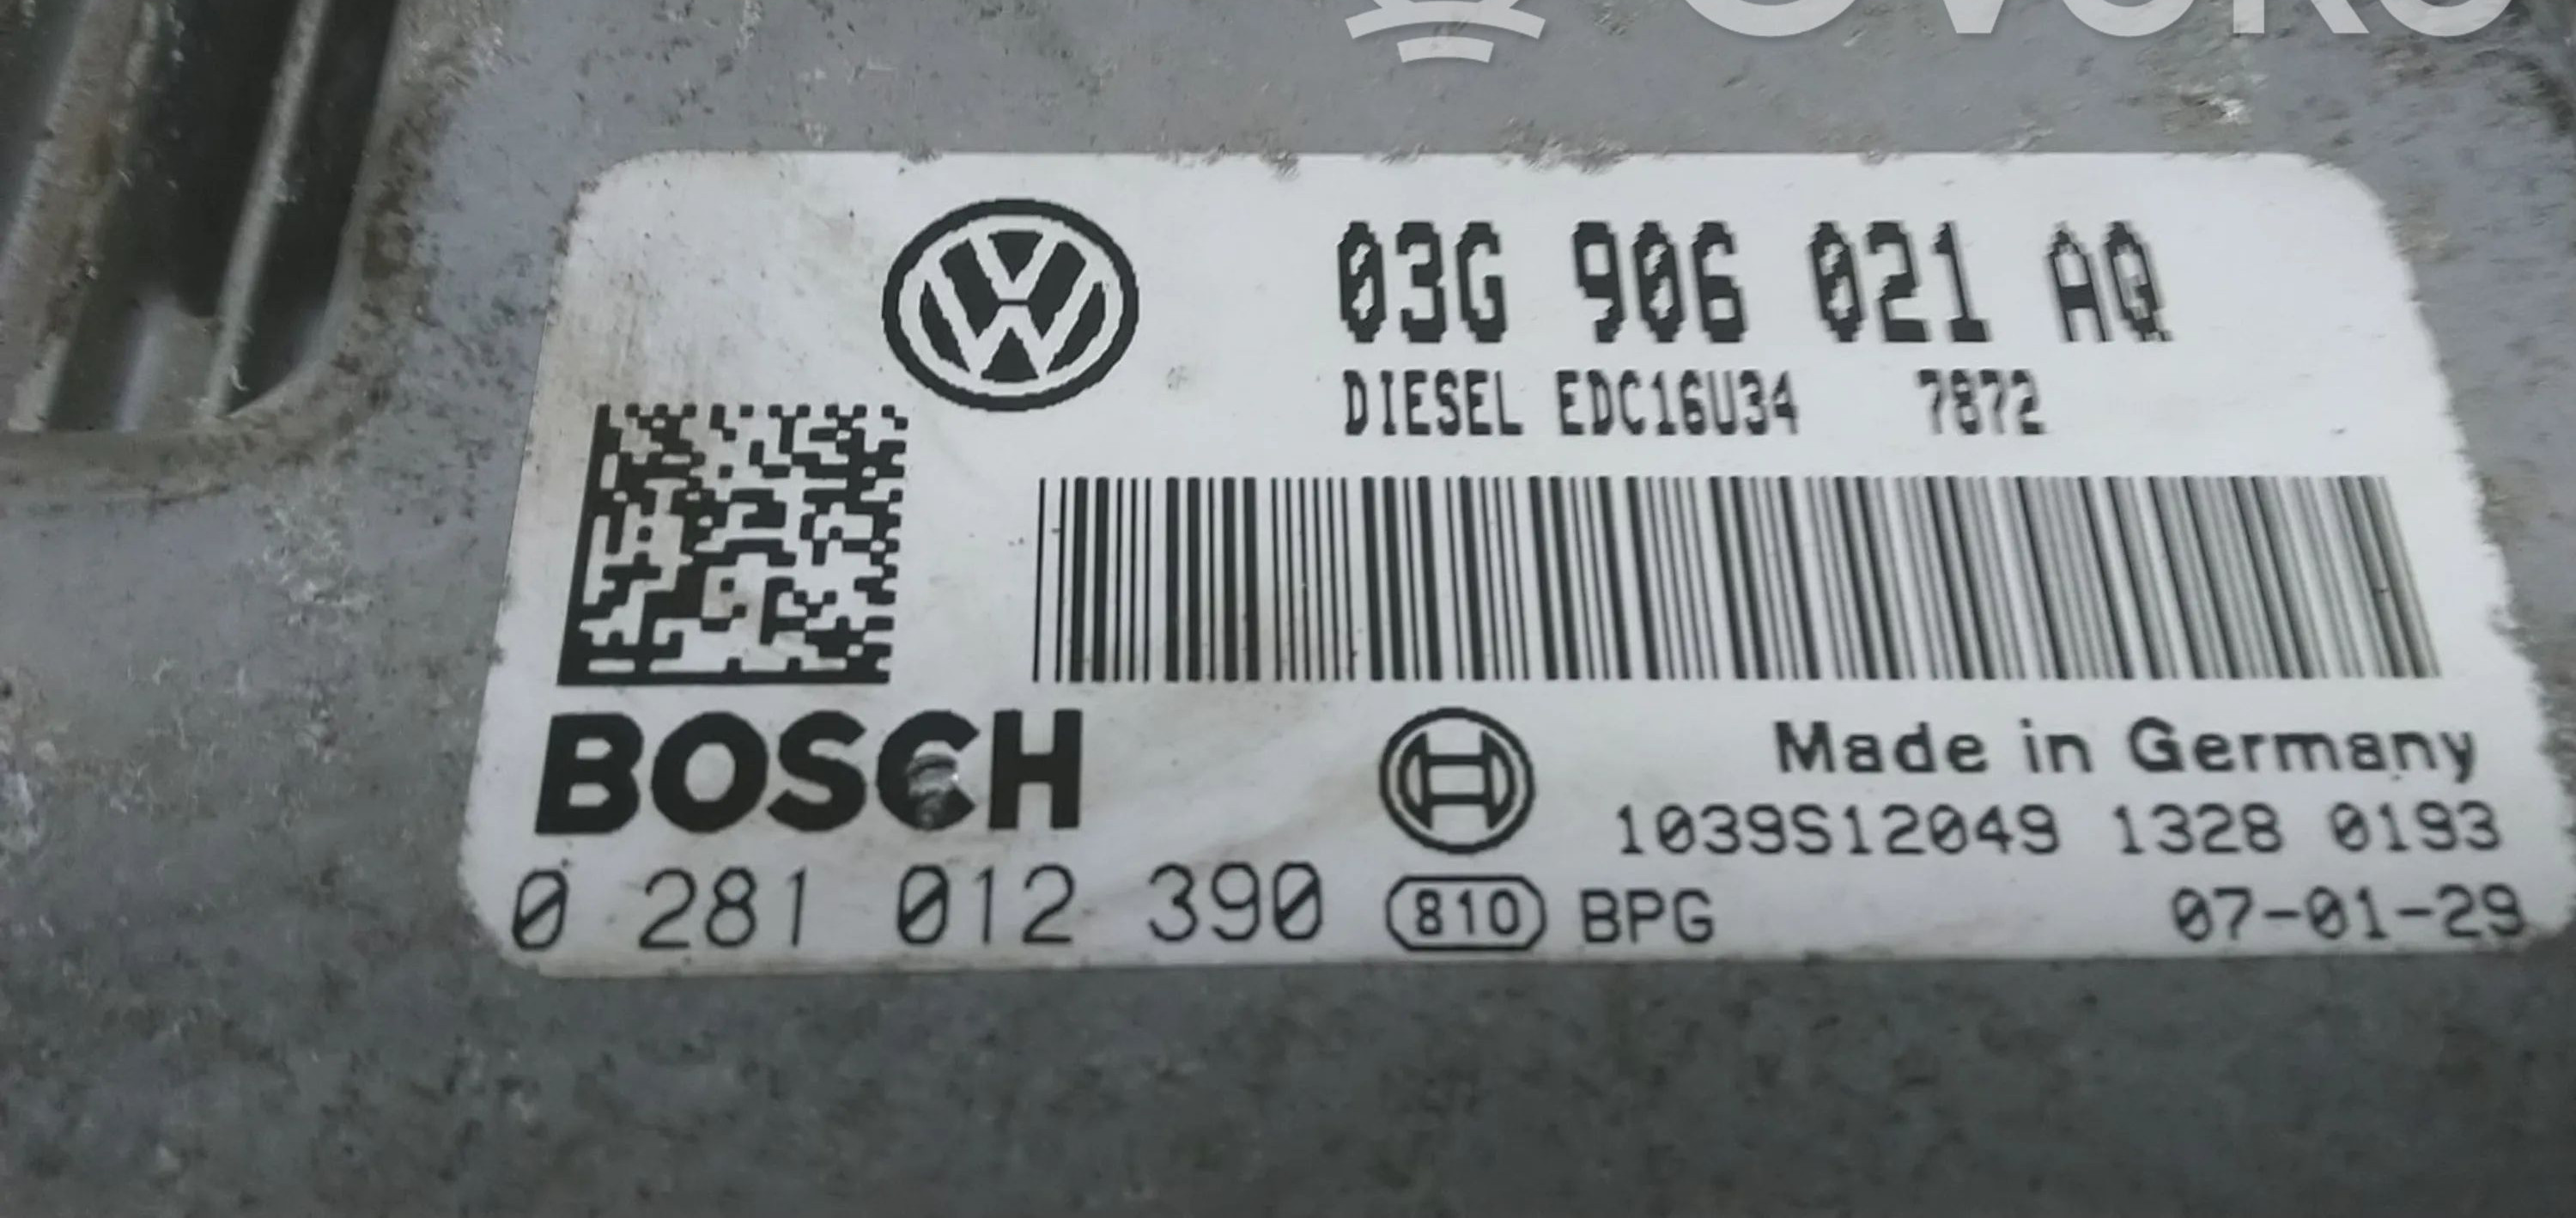 03G 906 021 AQ
DIESEL EDC16U34 7872
BOSCH
Made in Germany
1039S12049 1328 0193
0 281 012 390 810 BPG 07-01-29